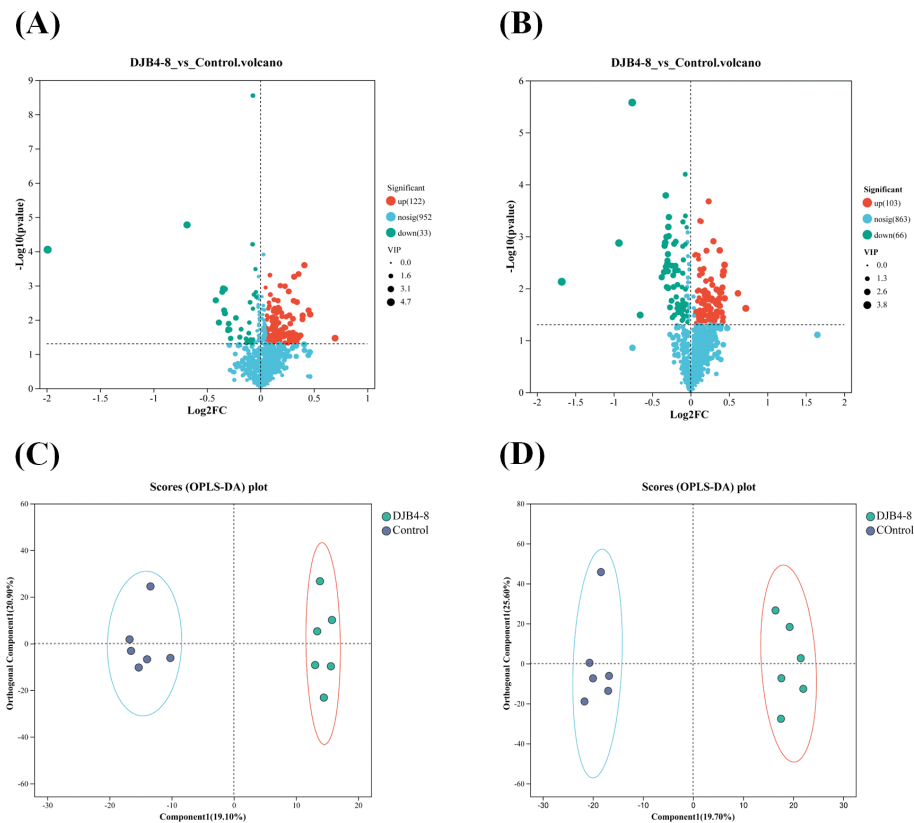 (A)
DJB4-8_vs_Control.volcano
9
8
7
6
5
4
3
2
1
0
-Log10(pvalue)
-2
-1.5
-1
-0.5
0
0.5
1
Log2FC
Significant
up(122)
nosig(952
down(33)
VIP
0.0
1.6
3.1
4.7
(B)
DJB4-8_vs_Control.volcano
6
5
4
3
2
1
0
-Log10(pvalue)
-2
-1.5
-1
-0.5
0
0.5
1
2
Log2FC
Significant
up(103)
nosig(863)
down(66)
VIP
0.0
1.3
2.6
3.8
(C)
Scores (OPLS-DA) plot
60
40
20
0
-20
-40
-60
Orthogonal Component1(20.90%)
-30
-20
-10
0
10
20
Component1(19.10%)
DJB4-8
Control
(D)
Scores (OPLS-DA) plot
80
60
40
20
0
-20
-40
-60
Orthogonal Component1(25.60%)
-30
-20
-10
0
10
20
30
Component1(19.70%)
DJB4-8
COntrol